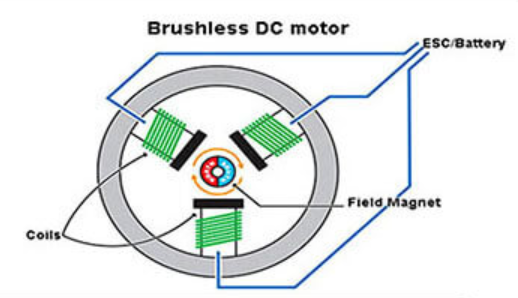 Brushless DC motor
ESC/Battery
Field Magnet
Coils